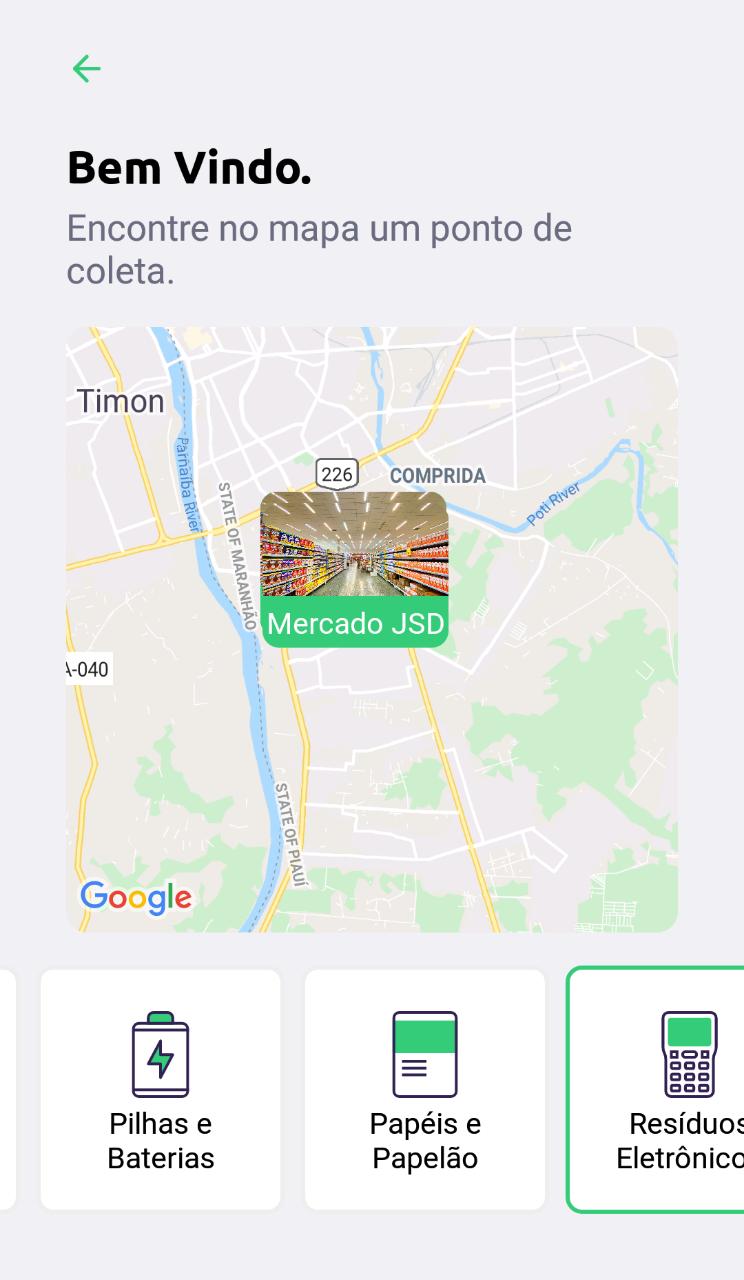 Bem Vindo.
Encontre no mapa um ponto de
coleta.
Timon
Parnaíba River
STATE OF MARANHÃO
226
COMPRIDA
Poti River
Mercado JSD
A-040
STATE OF PIAUÍ
Google
Pilhas e
Baterias
Papéis e
Papelão
Resíduos
Eletrônico